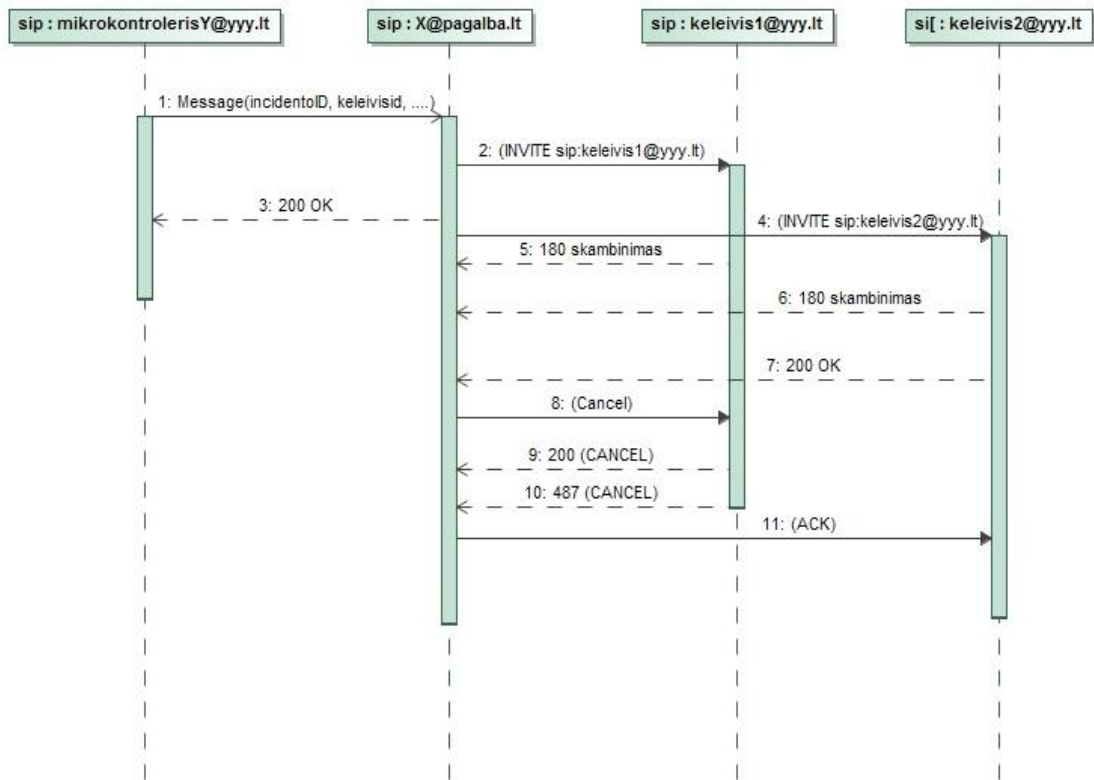 sip : mikrokontrolerisY@yyy.lt
sip : X@pagalba.lt
sip : keleivis1@yyy.lt
si[ : keleivis2@yyy.lt
1: Message(incidentoID, keleivisid, ....)
2: (INVITE sip:keleivis1@yyy.lt)
3: 200 OK
4: (INVITE sip:keleivis2@yyy.lt)
5: 180 skambinimas
6: 180 skambinimas
7: 200 OK
8: (Cancel)
9: 200 (CANCEL)
10: 487 (CANCEL)
11: (ACK)